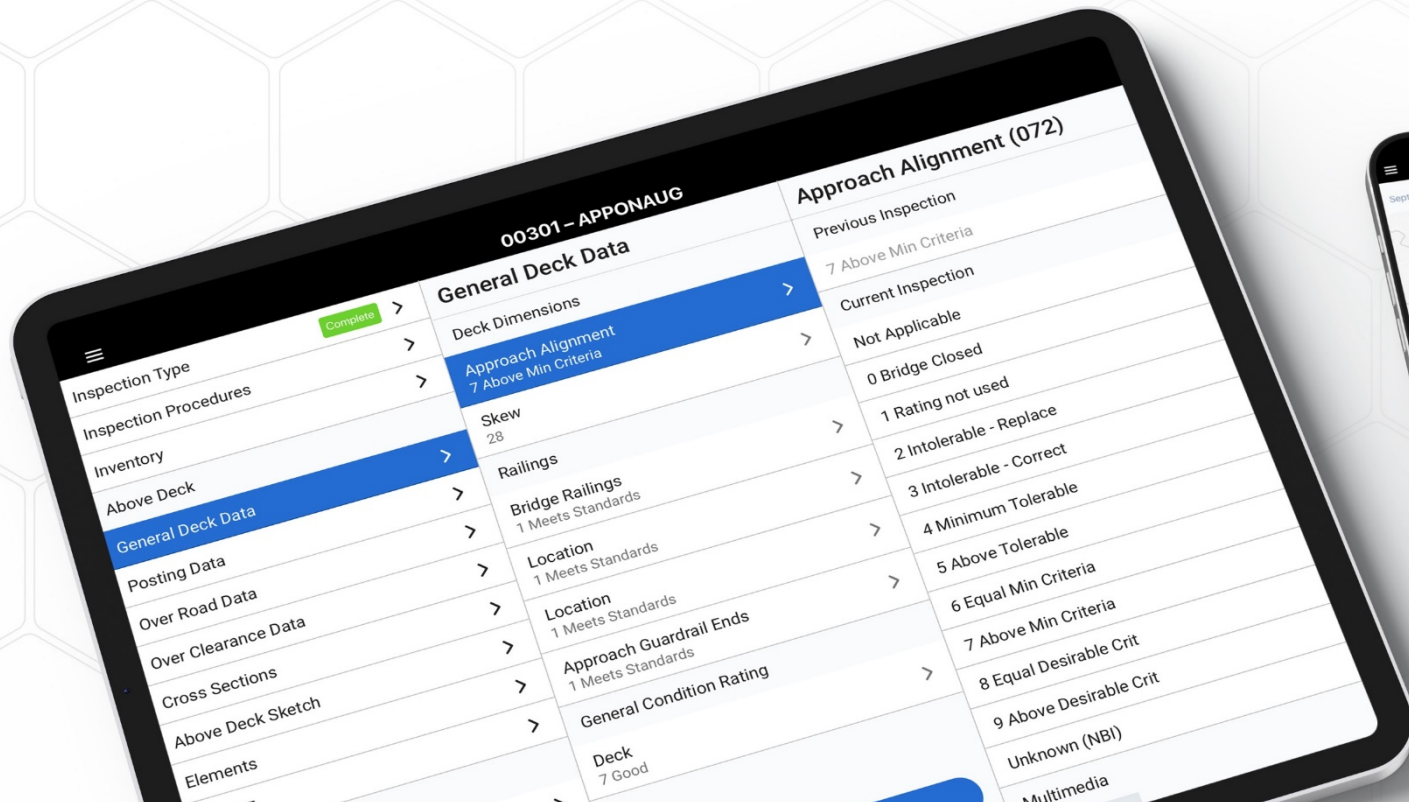 00301 – APPONAUG
Inspection Type
Complete
Inspection Procedures
Inventory
Above Deck
General Deck Data
Posting Data
Over Road Data
Over Clearance Data
Cross Sections
Above Deck Sketch
Elements
General Deck Data
Deck Dimensions
Approach Alignment
7 Above Min Criteria
Skew
28
Railings
Bridge Railings
1 Meets Standards
Location
1 Meets Standards
Location
1 Meets Standards
Approach Guardrail Ends
1 Meets Standards
General Condition Rating
Deck
7 Good
Approach Alignment (072)
Previous Inspection
7 Above Min Criteria
Current Inspection
Not Applicable
0 Bridge Closed
1 Rating not used
2 Intolerable - Replace
3 Intolerable - Correct
4 Minimum Tolerable
5 Above Tolerable
6 Equal Min Criteria
7 Above Min Criteria
8 Equal Desirable Crit
9 Above Desirable Crit
Unknown (NBI)
Multimedia
Sept